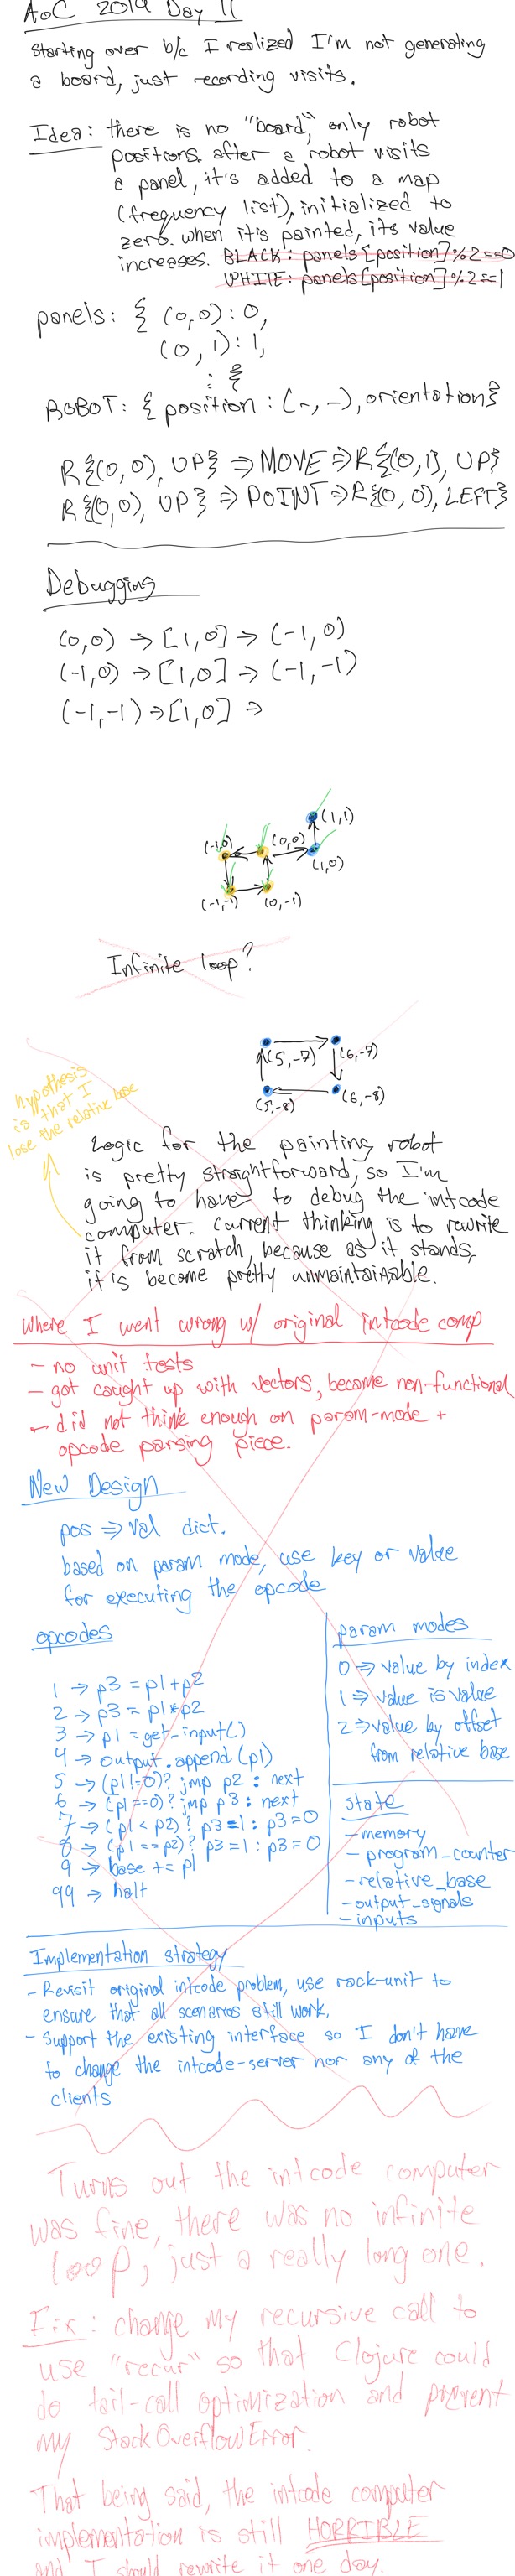 AoC 2019 Day 11
Starting over b/c I realized I'm not generating
a board, just recording visits.
Idea: there is no "board," only robot
positions. after a robot visits
a panel, it's added to a map
(frequency list), initialized to
zero. when it's painted, its value
increases. BLACK: panels[position]%2==0
WHITE: panels[position]%2==1
panels: { (0,0): 0,
(0,1): 1,
⋮ }
ROBOT: {position: (-,-), orientation}
R{(0,0), UP} ⇒ MOVE ⇒ R{(0,1), UP}
R{(0,0), UP} ⇒ POINT ⇒ R{(0,0), LEFT}
Debugging
(0,0) → [1,0] → (-1,0)
(-1,0) → [1,0] → (-1,-1)
(-1,-1) → [1,0] ⇒
(1,1)
(-1,0) (0,0)
(1,0)
(-1,-1) (0,-1)
Infinite loop?
(5,-7) (6,-7)
(5,-8) (6,-8)
hypothesis
is that I
lose the relative base
Logic for the painting robot
is pretty straightforward, so I'm
going to have to debug the intcode
computer. Current thinking is to rewrite
it from scratch, because as it stands,
it's become pretty unmaintainable.
Where I went wrong w/ original intcode comp
- no unit tests
- got caught up with vectors, became non-functional
- did not think enough on param-mode +
opcode parsing piece.
New Design
pos ⇒ val dict.
based on param mode, use key or value
for executing the opcode
opcodes
1 → p3 = p1+p2
2 → p3 = p1*p2
3 → p1 = get-input()
4 → output.append(p1)
5 → (p1!=0)? jmp p2 : next
6 → (p1==0)? jmp p3 : next
7 → (p1 < p2)? p3=1 : p3=0
8 → (p1 == p2)? p3=1 : p3=0
9 → base += p1
99 → halt
param modes
0 ⇒ value by index
1 ⇒ value is value
2 ⇒ value by offset
from relative base
state
- memory
- program_counter
- relative_base
- output_signals
- inputs
Implementation strategy
- Revisit original intcode problem, use rack-unit to
ensure that all scenarios still work.
- Support the existing interface so I don't have
to change the intcode-server nor any of the
clients
Turns out the intcode computer
was fine, there was no infinite
loop, just a really long one.
Fix: change my recursive call to
use "recur" so that Clojure could
do tail-call optimization and prevent
my StackOverflowError.
That being said, the intcode computer
implementation is still HORRIBLE
and I should rewrite it one day.